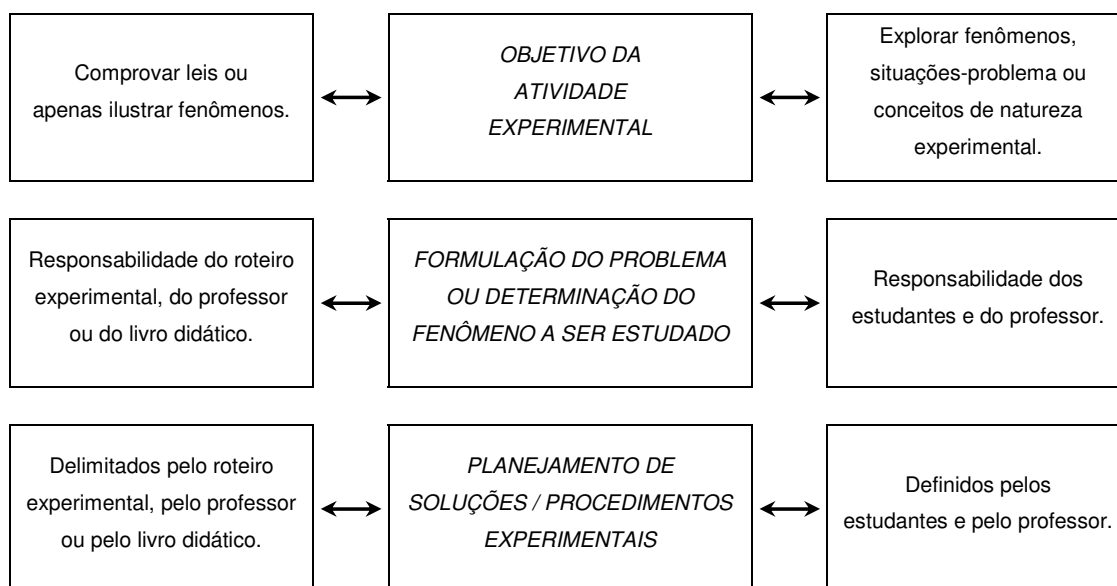 Comprovar leis ou
apenas ilustrar fenômenos.
OBJETIVO DA
ATIVIDADE
EXPERIMENTAL
Explorar fenômenos,
situações-problema ou
conceitos de natureza
experimental.
Responsabilidade do roteiro
experimental, do professor
ou do livro didático.
FORMULAÇÃO DO PROBLEMA
OU DETERMINAÇÃO DO
FENÔMENO A SER ESTUDADO
Responsabilidade dos
estudantes e do professor.
Delimitados pelo roteiro
experimental, pelo professor
ou pelo livro didático.
PLANEJAMENTO DE
SOLUÇÕES / PROCEDIMENTOS
EXPERIMENTAIS
Definidos pelos
estudantes e pelo professor.